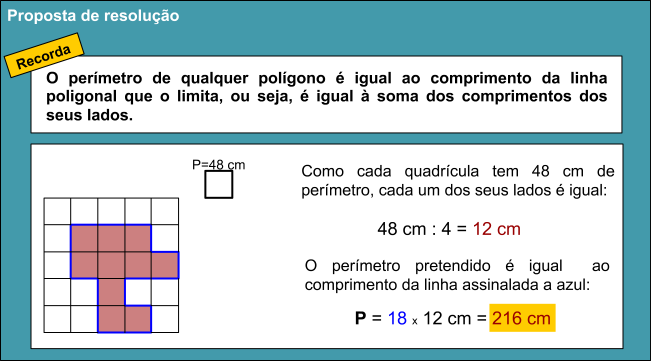 Proposta de resolução
Recorda
O perímetro de qualquer polígono é igual ao comprimento da linha
poligonal que o limita, ou seja, é igual à soma dos comprimentos dos
seus lados.
P=48 cm
Como cada quadrícula tem 48 cm de
perímetro, cada um dos seus lados é igual:
48 cm : 4 = 12 cm
O perímetro pretendido é igual ao
comprimento da linha assinalada a azul:
P = 18 x 12 cm = 216 cm